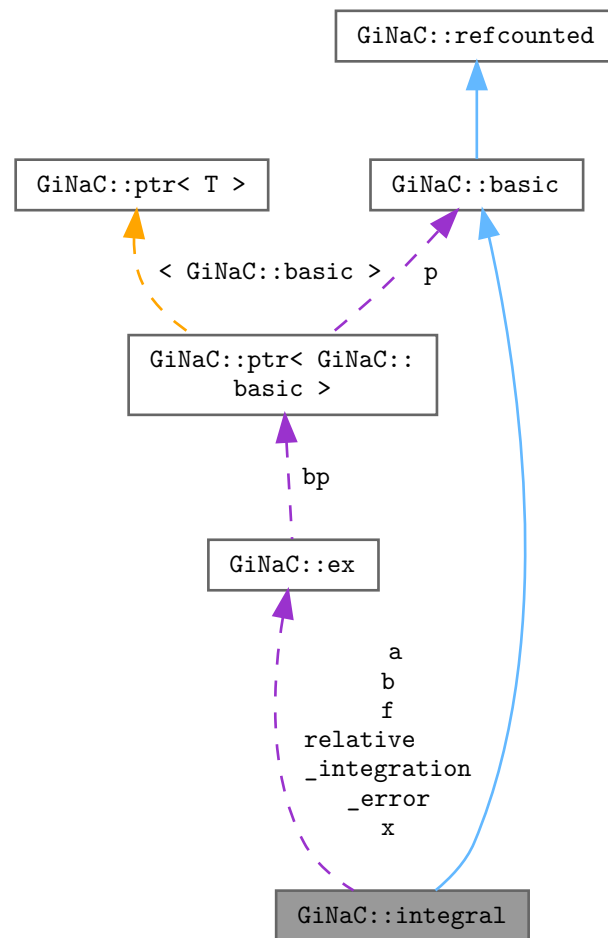 GiNaC::refcounted
GiNaC::ptr< T >
GiNaC::basic
< GiNaC::basic >
p
GiNaC::ptr< GiNaC::
basic >
bp
GiNaC::ex
a
b
f
relative
_integration
_error
x
GiNaC::integral